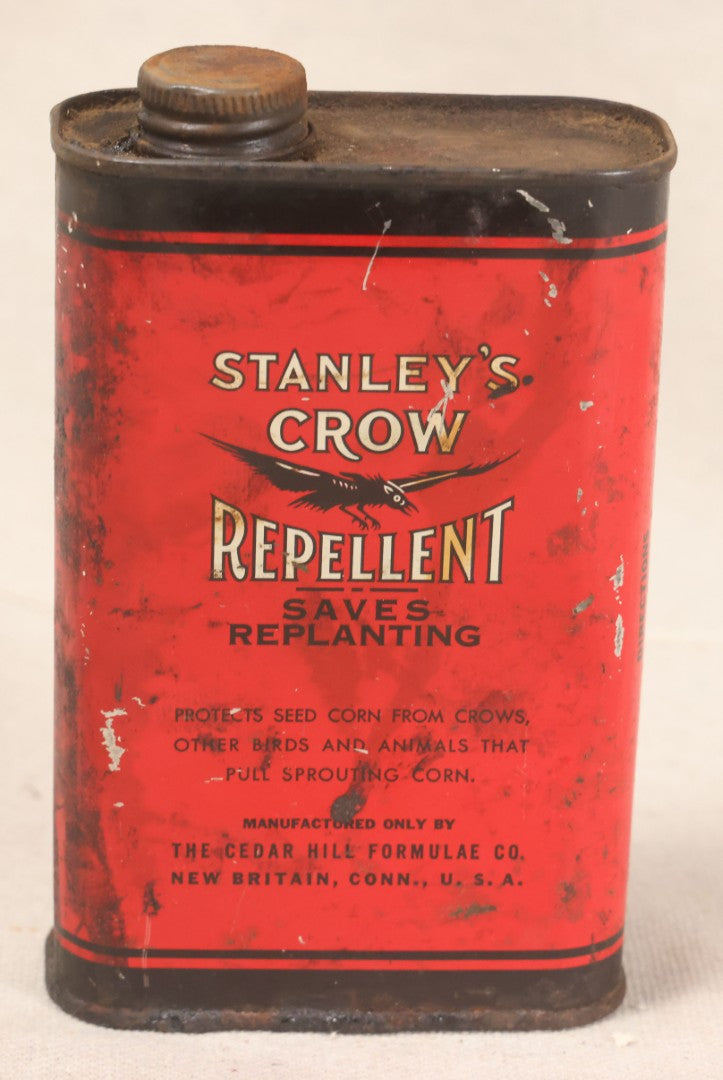 STANLEY'S
CROW
REPELLENT
SAVES
REPLANTING
PROTECTS SEED CORN FROM CROWS,
OTHER BIRDS AND ANIMALS THAT
PULL SPROUTING CORN.
MANUFACTURED ONLY BY
THE CEDAR HILL FORMULAE CO.
NEW BRITAIN, CONN., U. S. A.